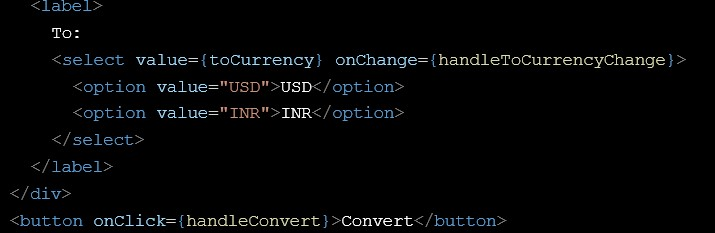 <label>
To:
<select value={toCurrency} onChange={handleToCurrencyChange}>
<option value="USD">USD</option>
<option value="INR">INR</option>
</select>
</label>
</div>
<button onClick={handleConvert}>Convert</button>